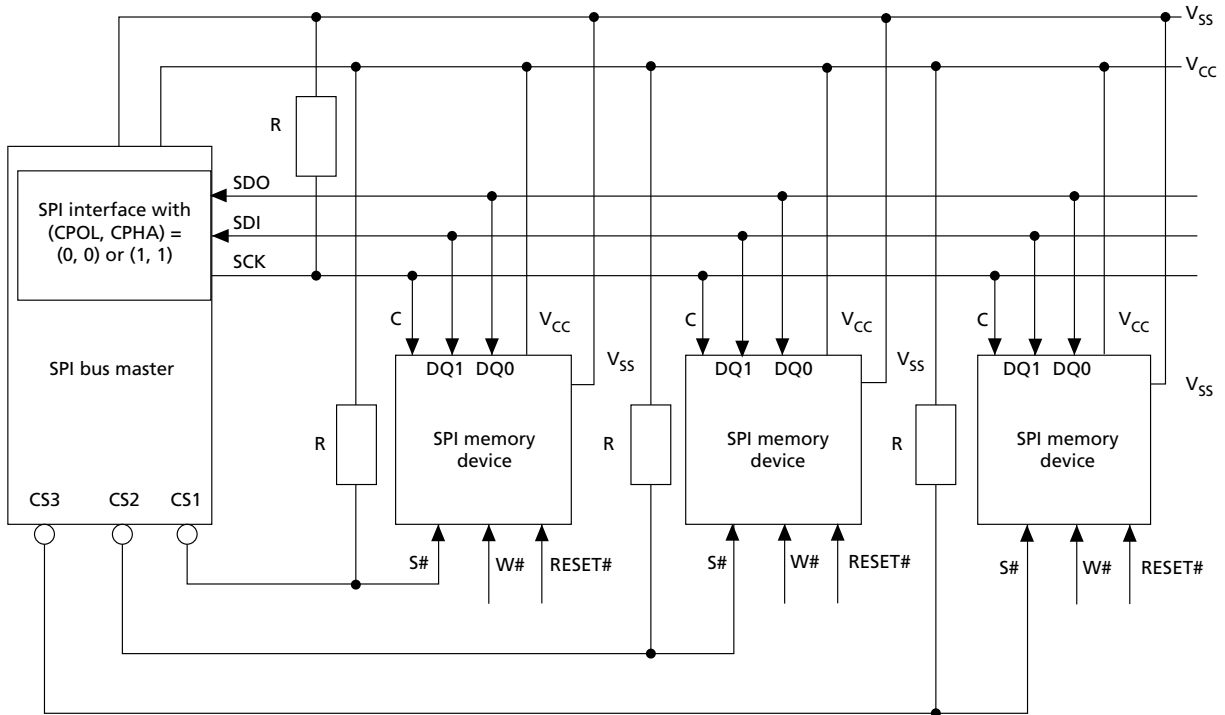 VSS
VCC
R
SDO
SPI interface with
(CPOL, CPHA) =
(0, 0) or (1, 1)
SDI
SCK
SPI bus master
CS3 CS2 CS1
C
VCC
VSS
DQ1 DQ0
SPI memory
device
R
S#
W#
RESET#
C
VCC
VSS
DQ1 DQ0
SPI memory
device
R
S#
W#
RESET#
C
VCC
VSS
DQ1 DQ0
SPI memory
device
R
S#
W#
RESET#